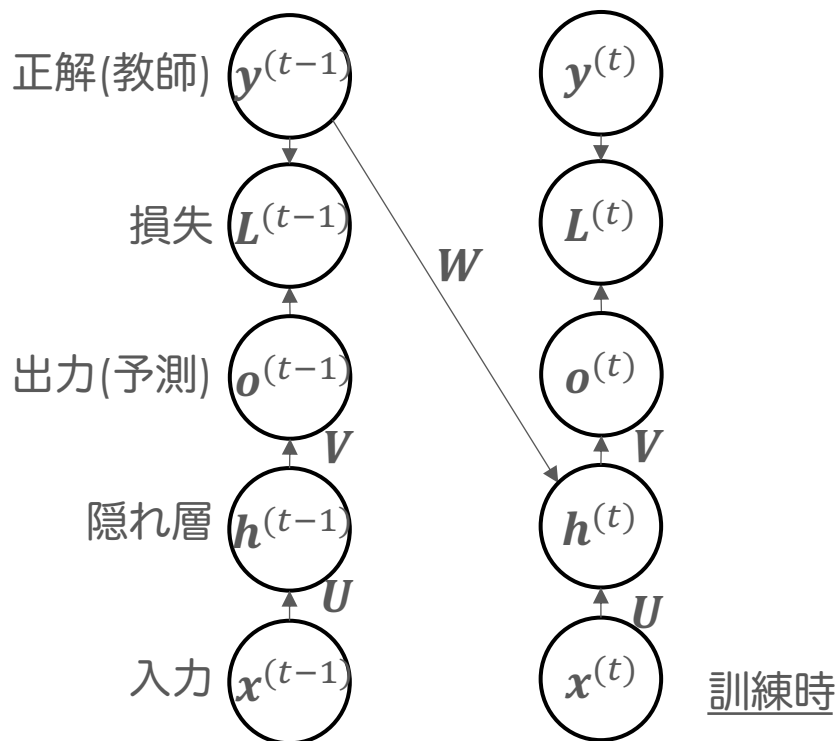 正解(教師) y^{(t-1)} y^{(t)}
損失 L^{(t-1)} L^{(t)}
W
出力(予測) o^{(t-1)} o^{(t)}
V V
隠れ層 h^{(t-1)} h^{(t)}
U U
入力 x^{(t-1)} x^{(t)} 訓練時